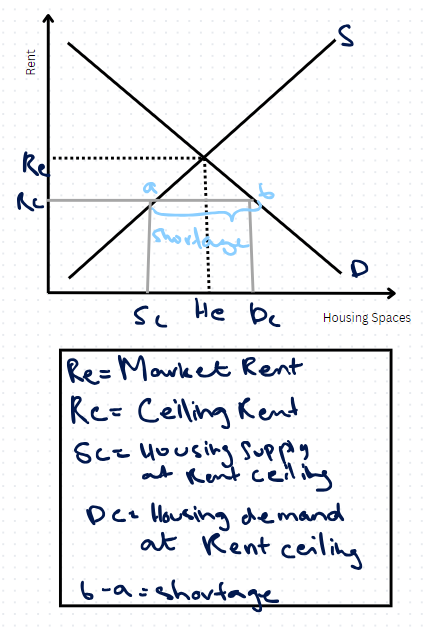 Rent
S
Re
a
b
Rc
shortage
D
Sc
He
Dc
Housing Spaces
Re = Market Rent
Rc = Ceiling Rent
Sc = Housing Supply
at Rent ceiling
Dc = Housing demand
at Rent ceiling
b-a = shortage